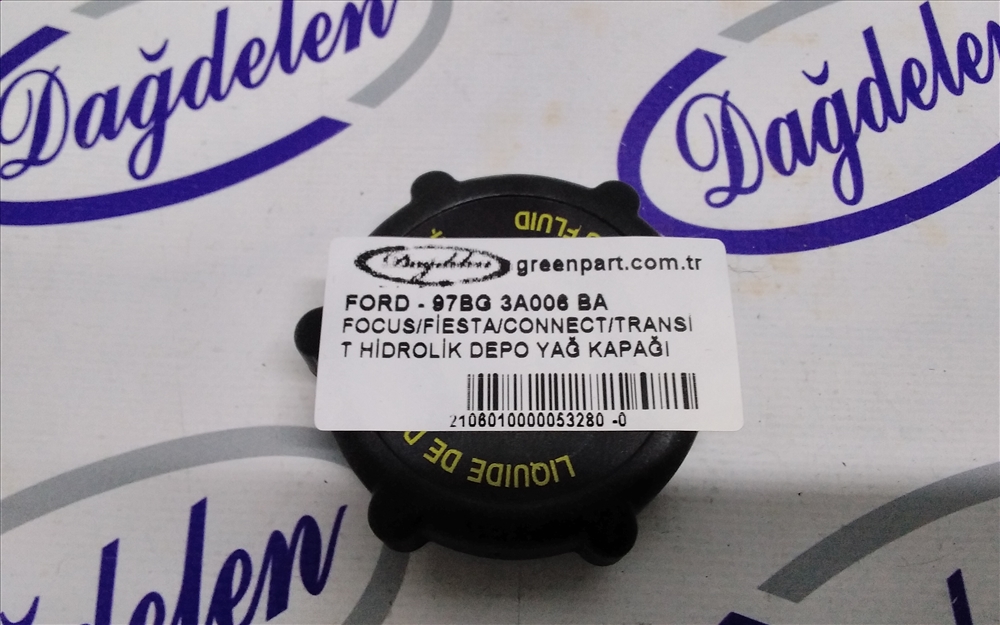 Dağdelen
Dağdelen
FLUID
Dağdelen greenpart.com.tr
FORD - 97BG 3A006 BA
FOCUS/FİESTA/CONNECT/TRANSİ
T HİDROLİK DEPO YAĞ KAPAĞI
2106010000053280 -0
LIQUIDE DE
Dağdelen